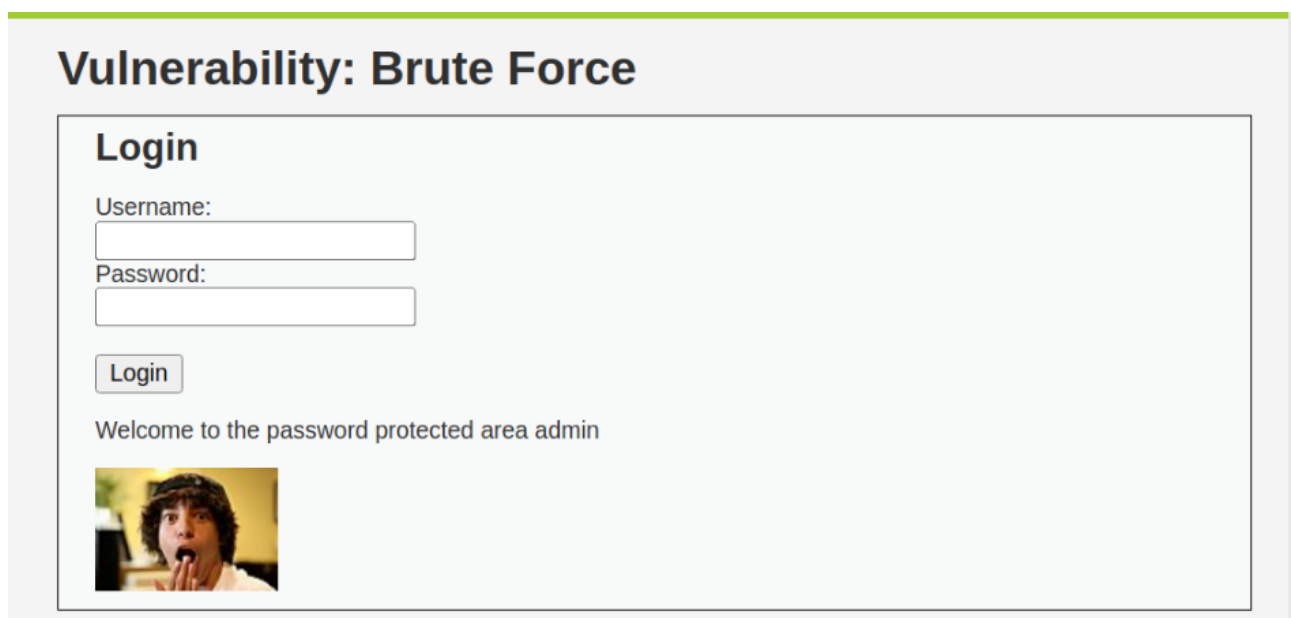 Vulnerability: Brute Force
Login
Username:
Password:
Login
Welcome to the password protected area admin